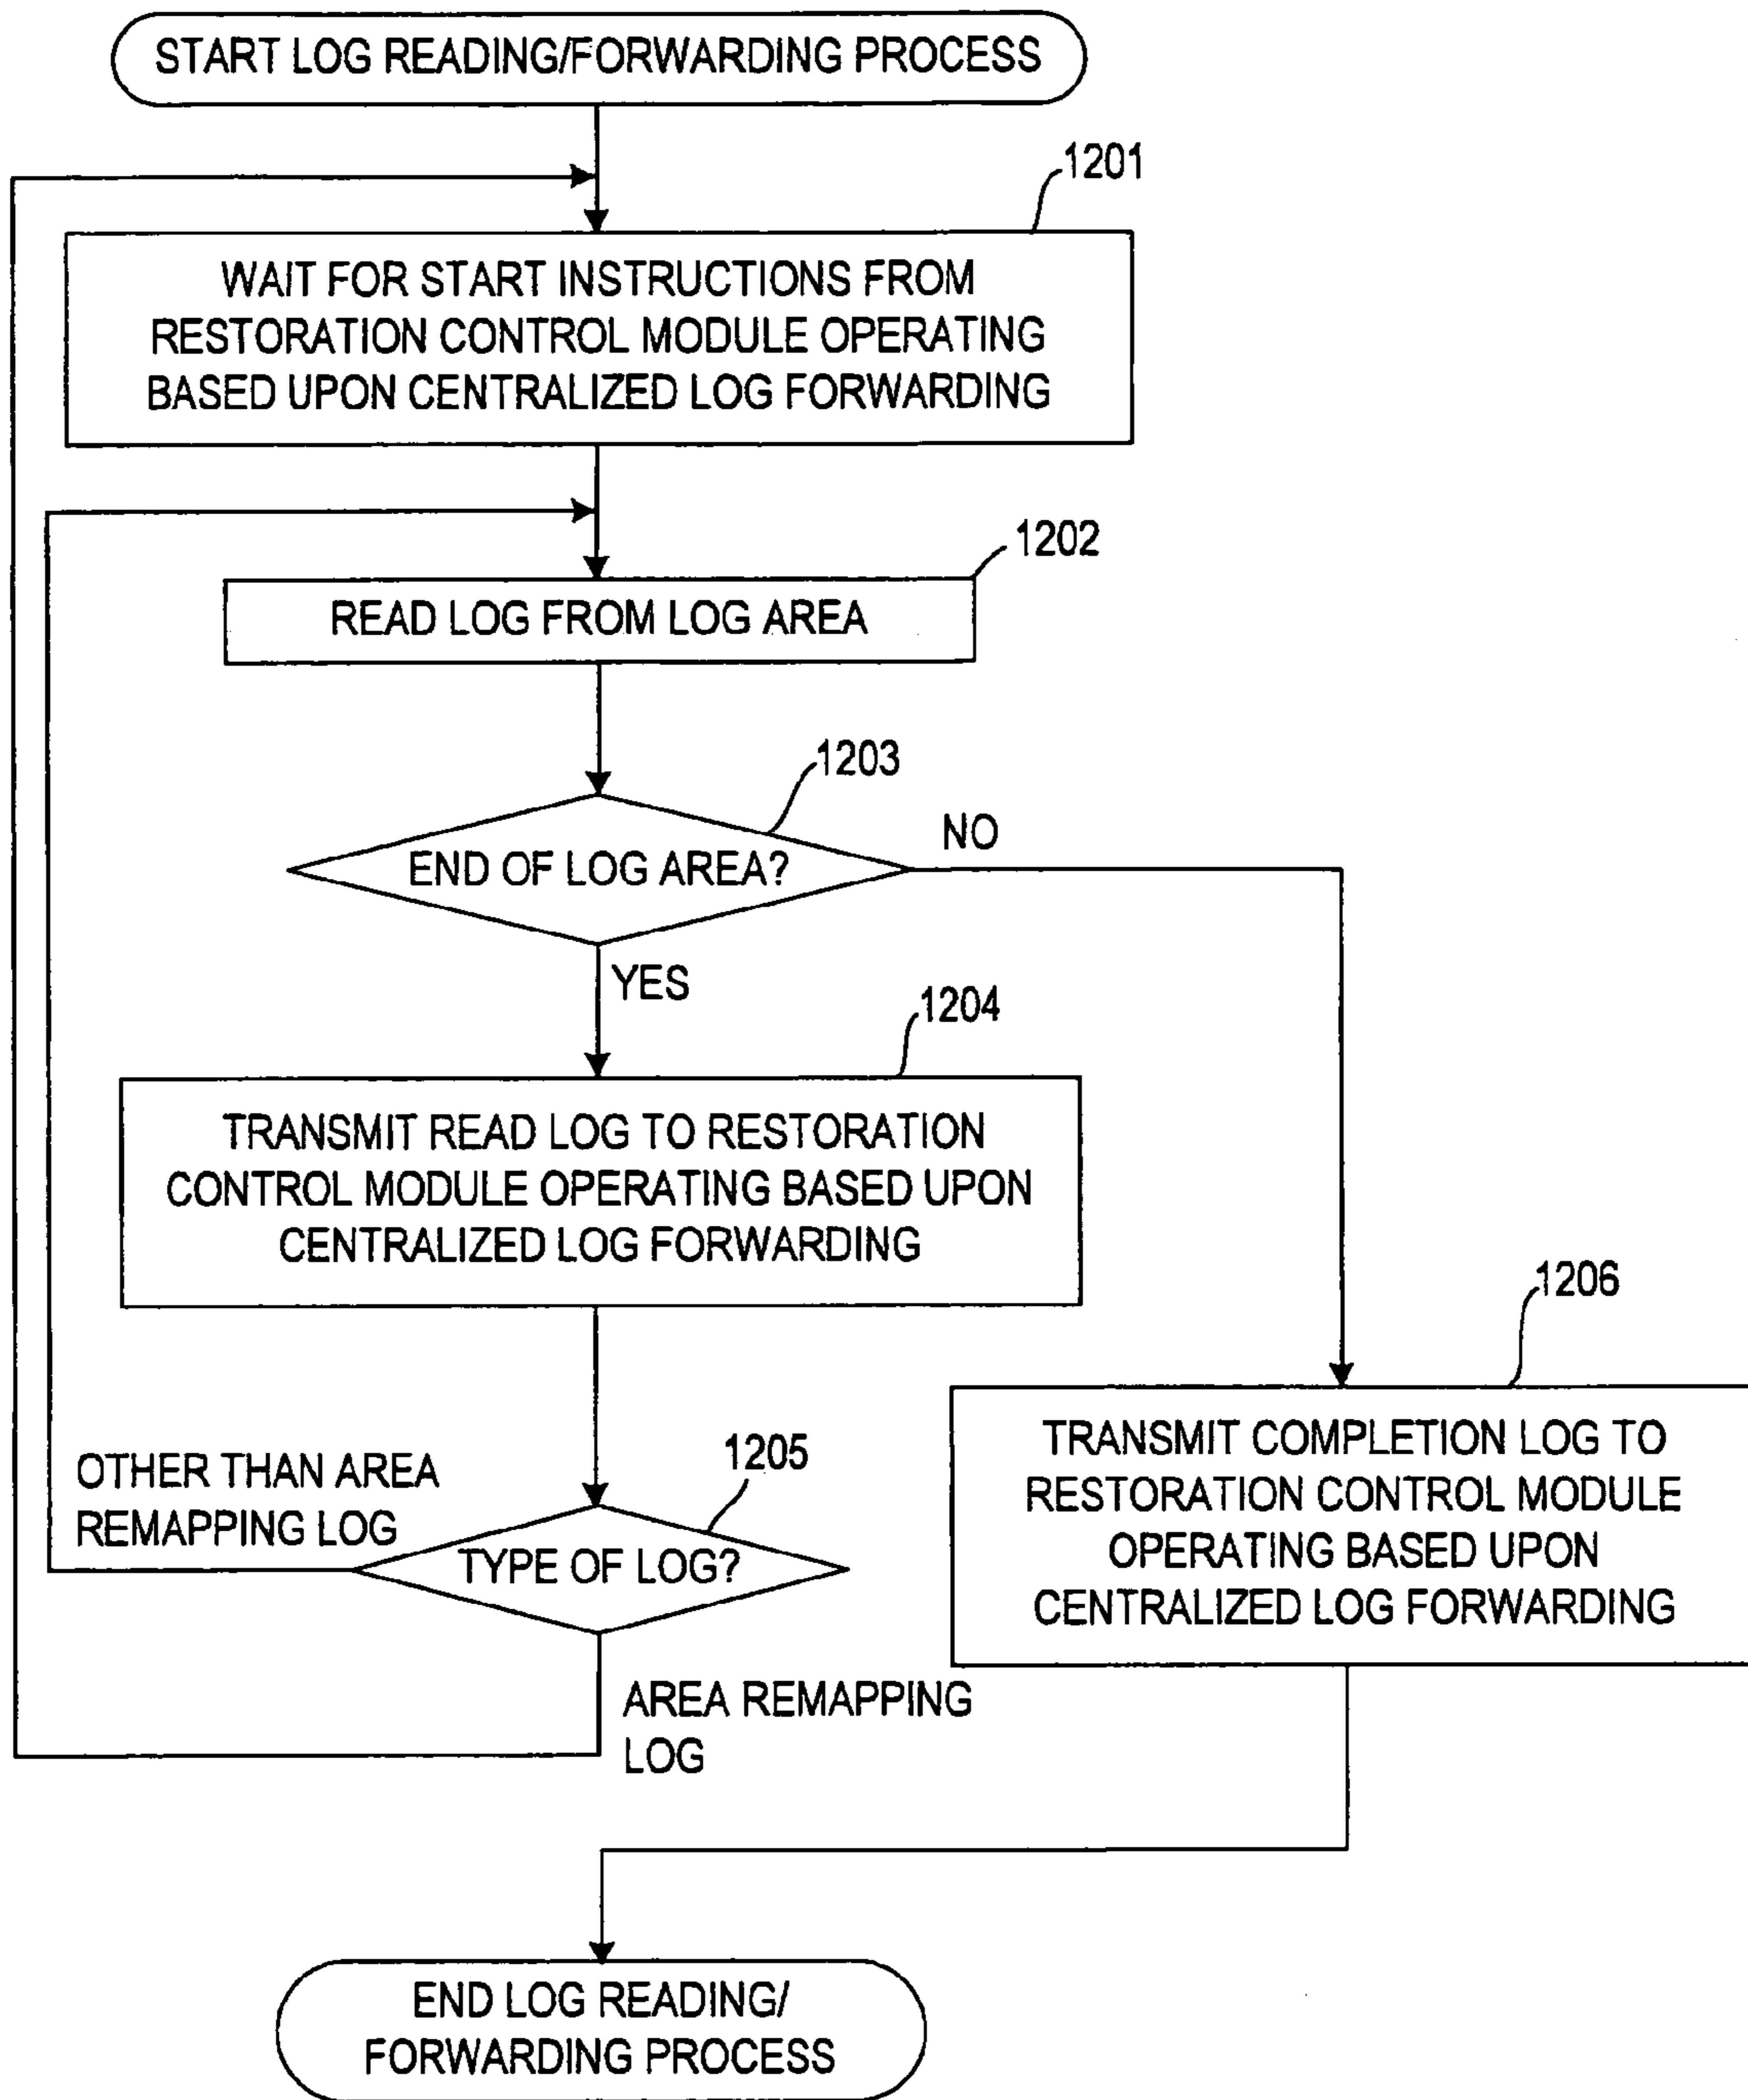 START LOG READING/FORWARDING PROCESS
1201
WAIT FOR START INSTRUCTIONS FROM
RESTORATION CONTROL MODULE OPERATING
BASED UPON CENTRALIZED LOG FORWARDING
1202
READ LOG FROM LOG AREA
1203
NO
END OF LOG AREA?
YES
1204
TRANSMIT READ LOG TO RESTORATION
CONTROL MODULE OPERATING BASED UPON
CENTRALIZED LOG FORWARDING
1206
TRANSMIT COMPLETION LOG TO
RESTORATION CONTROL MODULE
OPERATING BASED UPON
CENTRALIZED LOG FORWARDING
1205
OTHER THAN AREA
REMAPPING LOG
TYPE OF LOG?
AREA REMAPPING
LOG
END LOG READING/
FORWARDING PROCESS